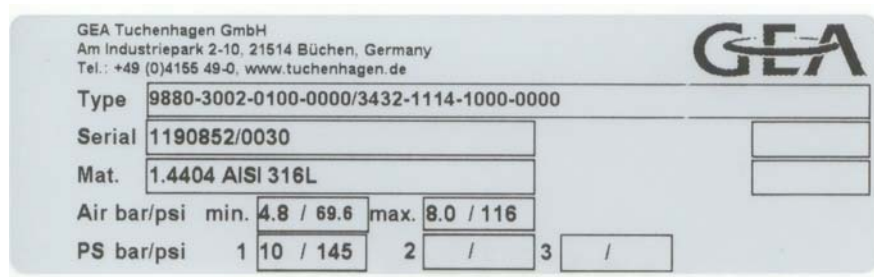 GEA Tuchenhagen GmbH
Am Industriepark 2-10, 21514 Büchen, Germany
Tel.: +49 (0)4155 49-0, www.tuchenhagen.de
GEA
Type 9880-3002-0100-0000/3432-1114-1000-0000
Serial 1190852/0030
Mat. 1.4404 AISI 316L
Air bar/psi min. 4.8 / 69.6 max. 8.0 / 116
PS bar/psi 1 10 / 145 2 / 3 /